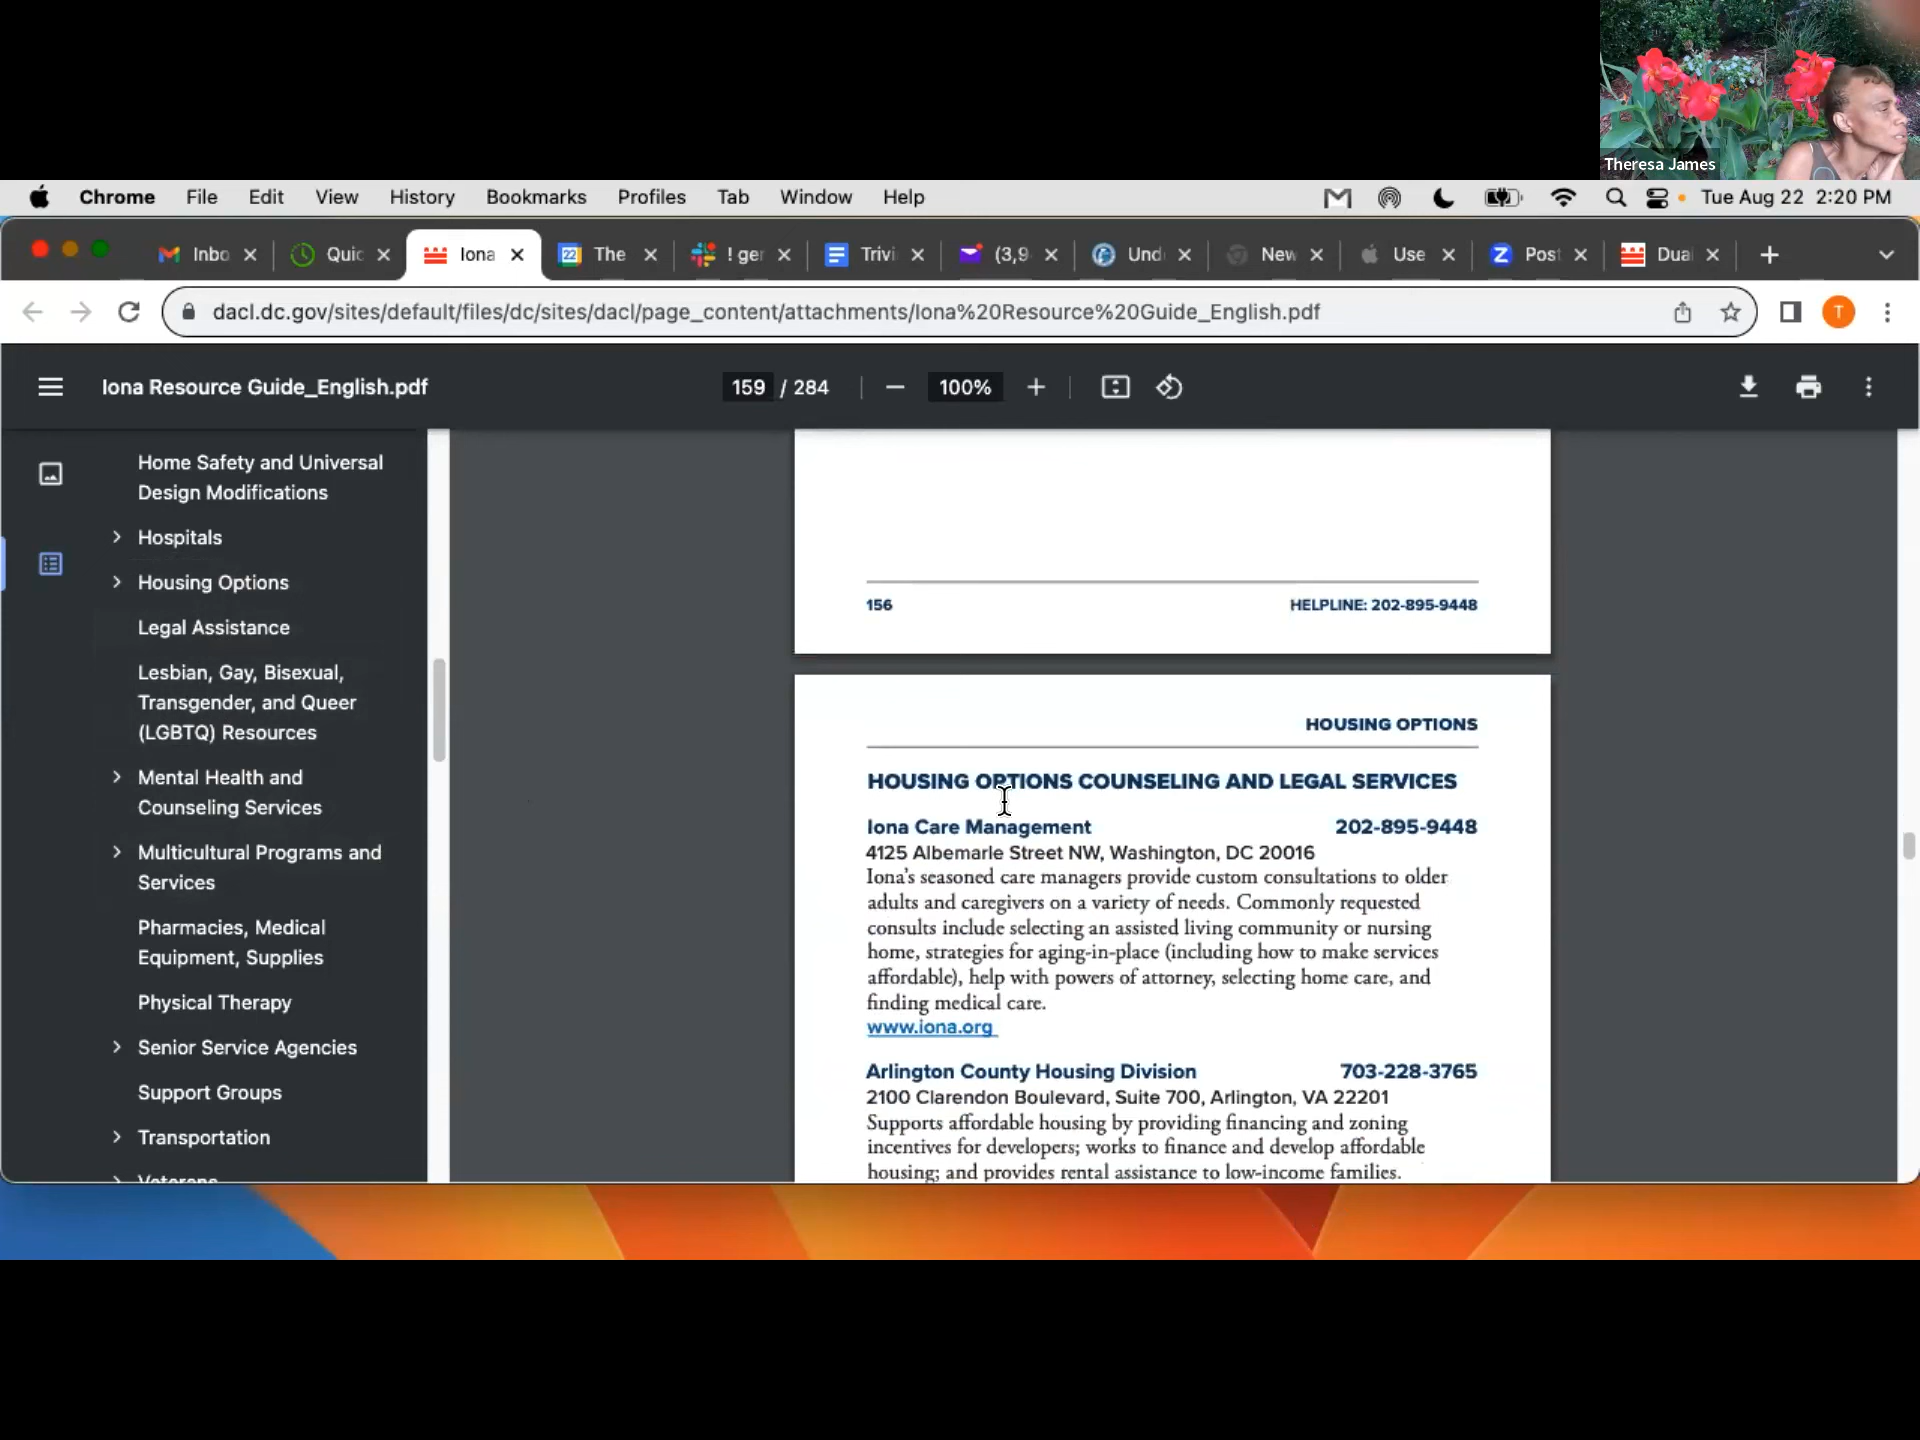 Theresa James
Chrome File Edit View History Bookmarks Profiles Tab Window Help Tue Aug 22 2:20 PM
Inbo Quic Iona 22 The ! ger Trivi (3,9 Und New Use Post Dua
dacl.dc.gov/sites/default/files/dc/sites/dacl/page_content/attachments/Iona%20Resource%20Guide_English.pdf T
Iona Resource Guide_English.pdf 159 / 284 100%
Home Safety and Universal
Design Modifications
Hospitals
Housing Options
Legal Assistance
Lesbian, Gay, Bisexual,
Transgender, and Queer
(LGBTQ) Resources
Mental Health and
Counseling Services
Multicultural Programs and
Services
Pharmacies, Medical
Equipment, Supplies
Physical Therapy
Senior Service Agencies
Support Groups
Transportation
Veterans
156 HELPLINE: 202-895-9448
HOUSING OPTIONS
HOUSING OPTIONS COUNSELING AND LEGAL SERVICES
Iona Care Management 202-895-9448
4125 Albemarle Street NW, Washington, DC 20016
Iona's seasoned care managers provide custom consultations to older
adults and caregivers on a variety of needs. Commonly requested
consults include selecting an assisted living community or nursing
home, strategies for aging-in-place (including how to make services
affordable), help with powers of attorney, selecting home care, and
finding medical care.
www.iona.org
Arlington County Housing Division 703-228-3765
2100 Clarendon Boulevard, Suite 700, Arlington, VA 22201
Supports affordable housing by providing financing and zoning
incentives for developers; works to finance and develop affordable
housing; and provides rental assistance to low-income families.